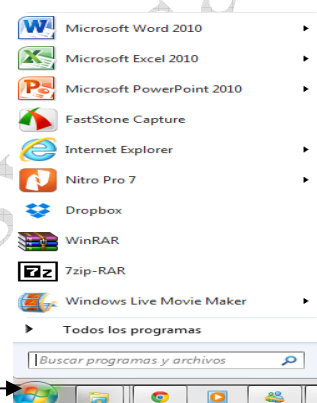 Microsoft Word 2010
Microsoft Excel 2010
Microsoft PowerPoint 2010
FastStone Capture
Internet Explorer
Nitro Pro 7
Dropbox
WinRAR
7z 7zip-RAR
Windows Live Movie Maker
Todos los programas
Buscar programas y archivos